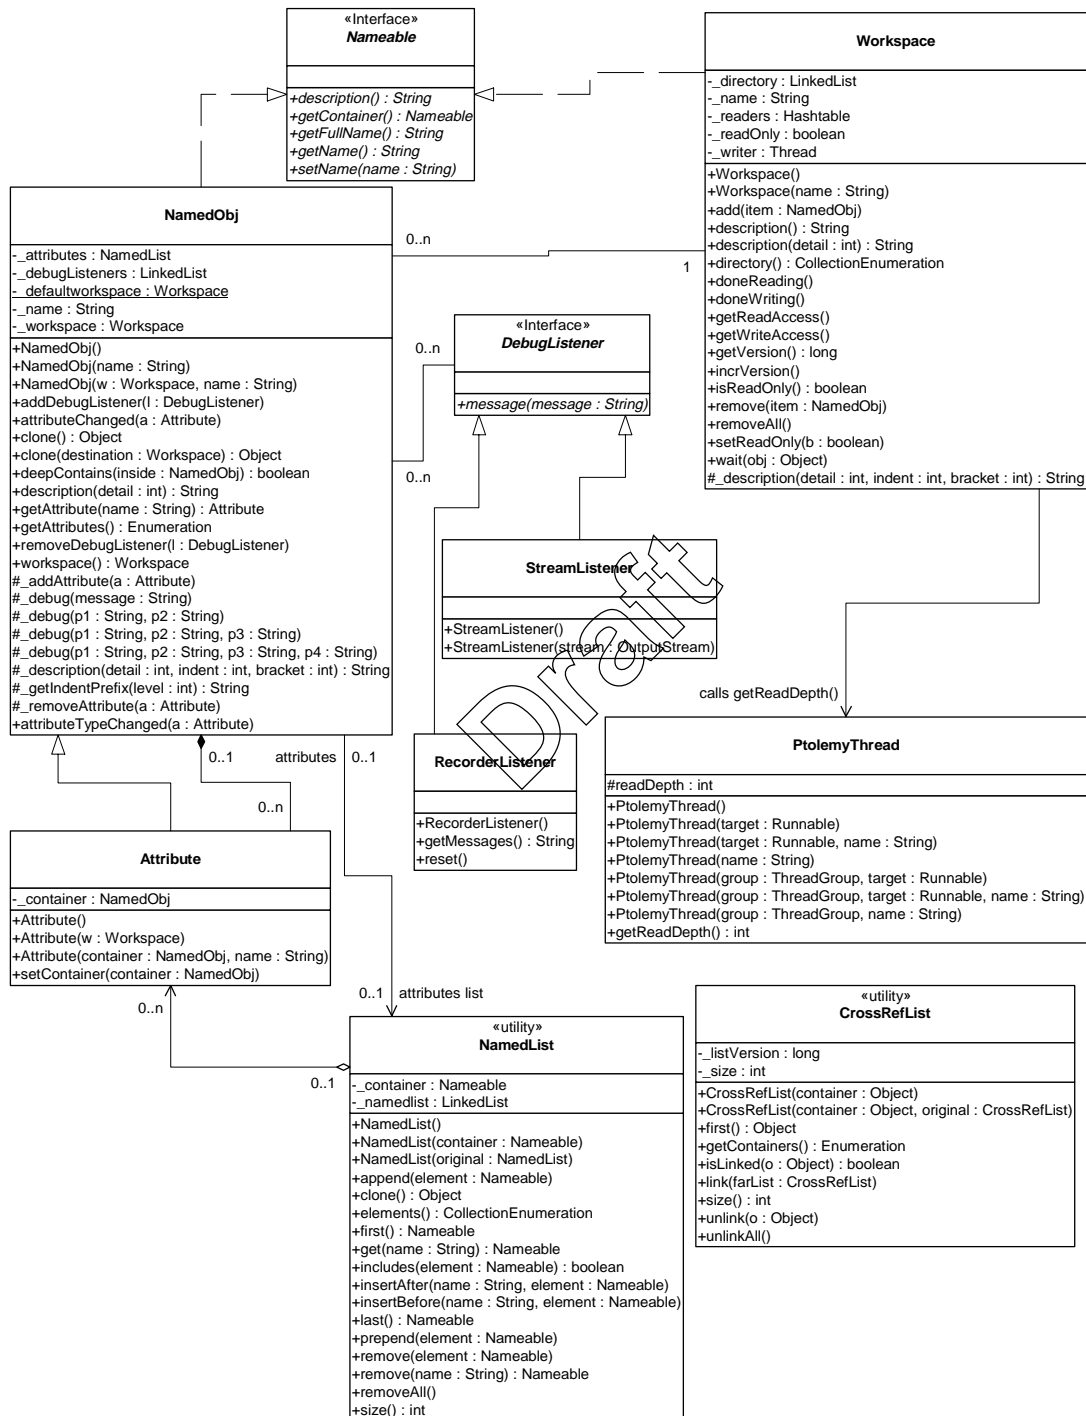 «Interface»
Nameable
+description() : String
+getContainer() : Nameable
+getFullName() : String
+getName() : String
+setName(name : String)
Workspace
-_directory : LinkedList
-_name : String
-_readers : Hashtable
-_readOnly : boolean
-_writer : Thread
+Workspace()
+Workspace(name : String)
+add(item : NamedObj)
+description() : String
+description(detail : int) : String
+directory() : CollectionEnumeration
+doneReading()
+doneWriting()
+getReadAccess()
+getWriteAccess()
+getVersion() : long
+incrVersion()
+isReadOnly() : boolean
+remove(item : NamedObj)
+removeAll()
+setReadOnly(b : boolean)
+wait(obj : Object)
#_description(detail : int, indent : int, bracket : int) : String
NamedObj
-_attributes : NamedList
-_debugListeners : LinkedList
-_defaultworkspace : Workspace
-_name : String
-_workspace : Workspace
+NamedObj()
+NamedObj(name : String)
+NamedObj(w : Workspace, name : String)
+addDebugListener(l : DebugListener)
+attributeChanged(a : Attribute)
+clone() : Object
+clone(destination : Workspace) : Object
+deepContains(inside : NamedObj) : boolean
+description(detail : int) : String
+getAttribute(name : String) : Attribute
+getAttributes() : Enumeration
+removeDebugListener(l : DebugListener)
+workspace() : Workspace
#_addAttribute(a : Attribute)
#_debug(message : String)
#_debug(p1 : String, p2 : String)
#_debug(p1 : String, p2 : String, p3 : String)
#_debug(p1 : String, p2 : String, p3 : String, p4 : String)
#_description(detail : int, indent : int, bracket : int) : String
#_getIndentPrefix(level : int) : String
#_removeAttribute(a : Attribute)
+attributeTypeChanged(a : Attribute)
0..n
1
0..n
0..n
«Interface»
DebugListener
+message(message : String)
StreamListener
+StreamListener()
+StreamListener(stream : OutputStream)
Draft
RecorderListener
+RecorderListener()
+getMessages() : String
+reset()
calls getReadDepth()
PtolemyThread
#readDepth : int
+PtolemyThread()
+PtolemyThread(target : Runnable)
+PtolemyThread(target : Runnable, name : String)
+PtolemyThread(name : String)
+PtolemyThread(group : ThreadGroup, target : Runnable)
+PtolemyThread(group : ThreadGroup, target : Runnable, name : String)
+PtolemyThread(group : ThreadGroup, name : String)
+getReadDepth() : int
0..1
attributes
0..1
0..n
Attribute
-_container : NamedObj
+Attribute()
+Attribute(w : Workspace)
+Attribute(container : NamedObj, name : String)
+setContainer(container : NamedObj)
0..n
0..1
0..1
attributes list
«utility»
NamedList
-_container : Nameable
-_namedlist : LinkedList
+NamedList()
+NamedList(container : Nameable)
+NamedList(original : NamedList)
+append(element : Nameable)
+clone() : Object
+elements() : CollectionEnumeration
+first() : Nameable
+get(name : String) : Nameable
+includes(element : Nameable) : boolean
+insertAfter(name : String, element : Nameable)
+insertBefore(name : String, element : Nameable)
+last() : Nameable
+prepend(element : Nameable)
+remove(element : Nameable)
+remove(name : String) : Nameable
+removeAll()
+size() : int
«utility»
CrossRefList
-_listVersion : long
-_size : int
+CrossRefList(container : Object)
+CrossRefList(container : Object, original : CrossRefList)
+first() : Object
+getContainers() : Enumeration
+isLinked(o : Object) : boolean
+link(farList : CrossRefList)
+size() : int
+unlink(o : Object)
+unlinkAll()